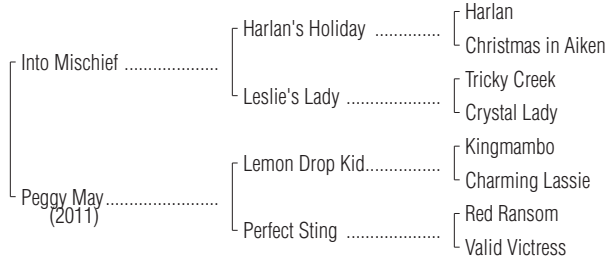 Harlan
Harlan's Holiday ..............
Christmas in Aiken
Into Mischief ....................
Tricky Creek
Leslie's Lady ....................
Crystal Lady
Kingmambo
Lemon Drop Kid................
Charming Lassie
Peggy May........................
(2011)
Red Ransom
Perfect Sting ....................
Valid Victress